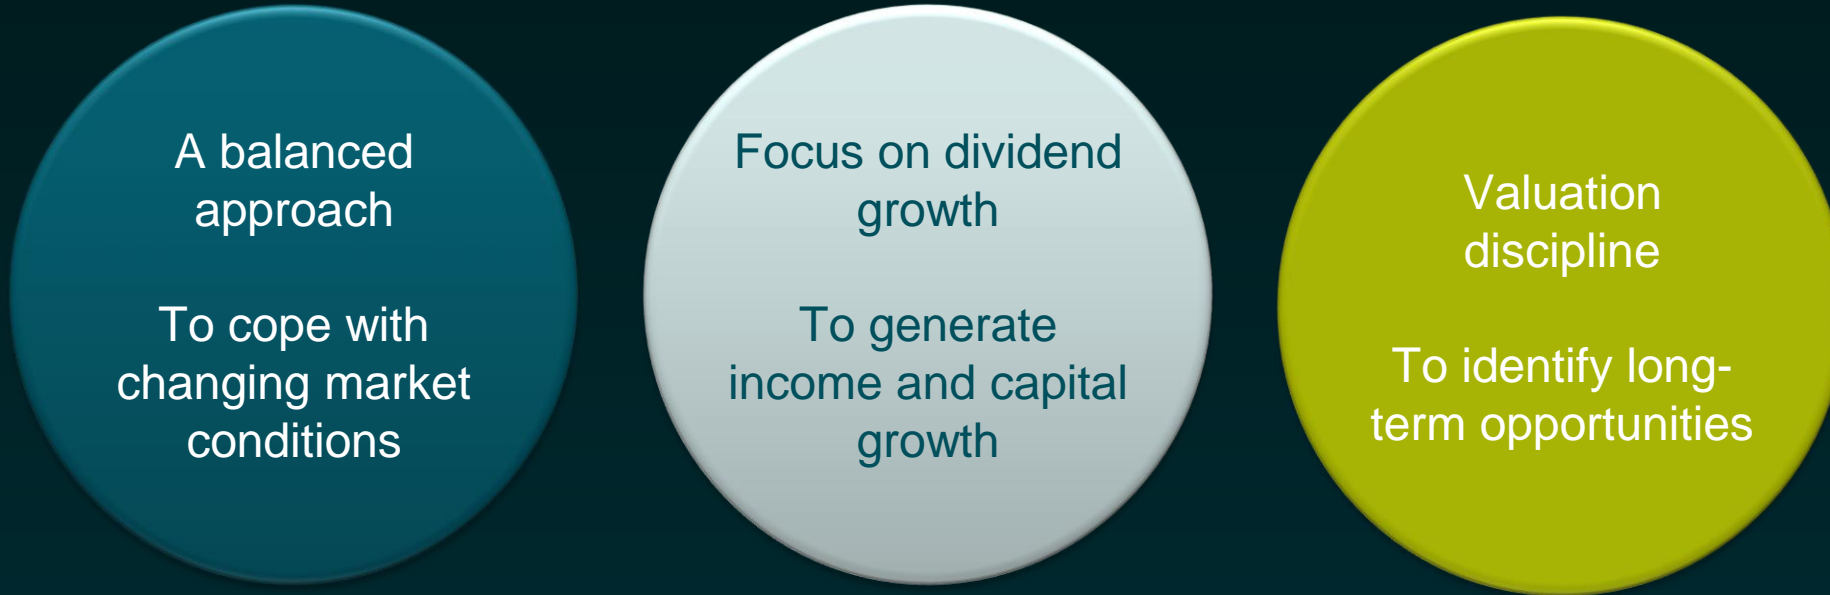 A balanced
approach
To cope with
changing market
conditions
Focus on dividend
growth
To generate
income and capital
growth
Valuation
discipline
To identify long-
term opportunities